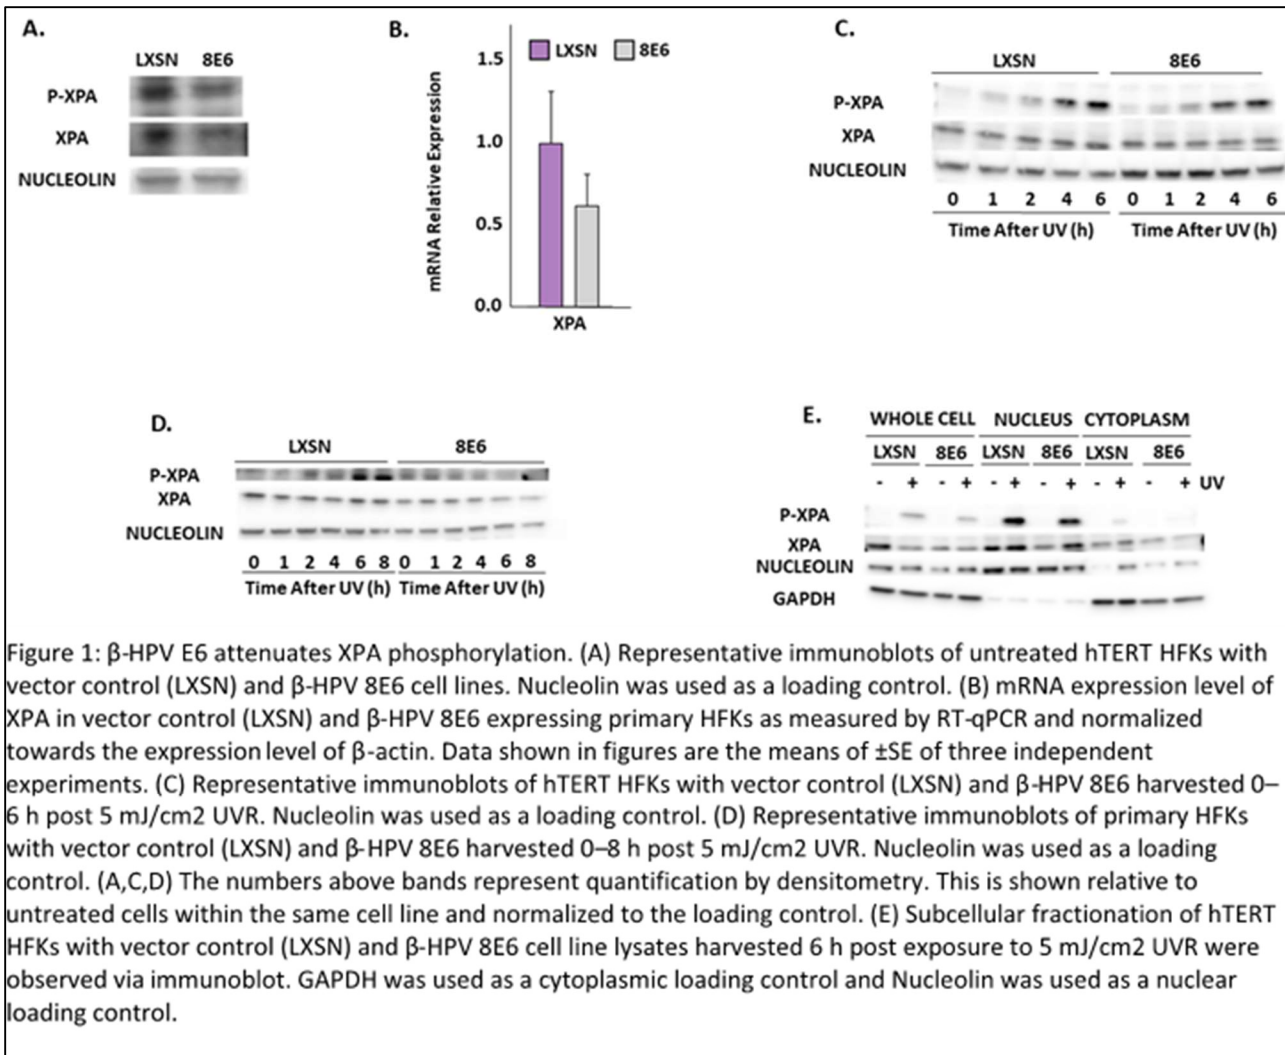 A.
LXSN 8E6
P-XPA
XPA
NUCLEOLIN
B.
mRNA Relative Expression
1.5
1.0
0.5
0.0
LXSN 8E6
XPA
C.
LXSN 8E6
P-XPA
XPA
NUCLEOLIN
0 1 2 4 6 0 1 2 4 6
Time After UV (h) Time After UV (h)
D.
LXSN 8E6
P-XPA
XPA
NUCLEOLIN
0 1 2 4 6 8 0 1 2 4 6 8
Time After UV (h) Time After UV (h)
E.
WHOLE CELL NUCLEUS CYTOPLASM
LXSN 8E6 LXSN 8E6 LXSN 8E6
- + - + - + - + - + - + UV
P-XPA
XPA
NUCLEOLIN
GAPDH
Figure 1: β-HPV E6 attenuates XPA phosphorylation. (A) Representative immunoblots of untreated hTERT HFKs with
vector control (LXSN) and β-HPV 8E6 cell lines. Nucleolin was used as a loading control. (B) mRNA expression level of
XPA in vector control (LXSN) and β-HPV 8E6 expressing primary HFKs as measured by RT-qPCR and normalized
towards the expression level of β-actin. Data shown in figures are the means of ±SE of three independent
experiments. (C) Representative immunoblots of hTERT HFKs with vector control (LXSN) and β-HPV 8E6 harvested 0–
6 h post 5 mJ/cm2 UVR. Nucleolin was used as a loading control. (D) Representative immunoblots of primary HFKs
with vector control (LXSN) and β-HPV 8E6 harvested 0–8 h post 5 mJ/cm2 UVR. Nucleolin was used as a loading
control. (A,C,D) The numbers above bands represent quantification by densitometry. This is shown relative to
untreated cells within the same cell line and normalized to the loading control. (E) Subcellular fractionation of hTERT
HFKs with vector control (LXSN) and β-HPV 8E6 cell line lysates harvested 6 h post exposure to 5 mJ/cm2 UVR were
observed via immunoblot. GAPDH was used as a cytoplasmic loading control and Nucleolin was used as a nuclear
loading control.